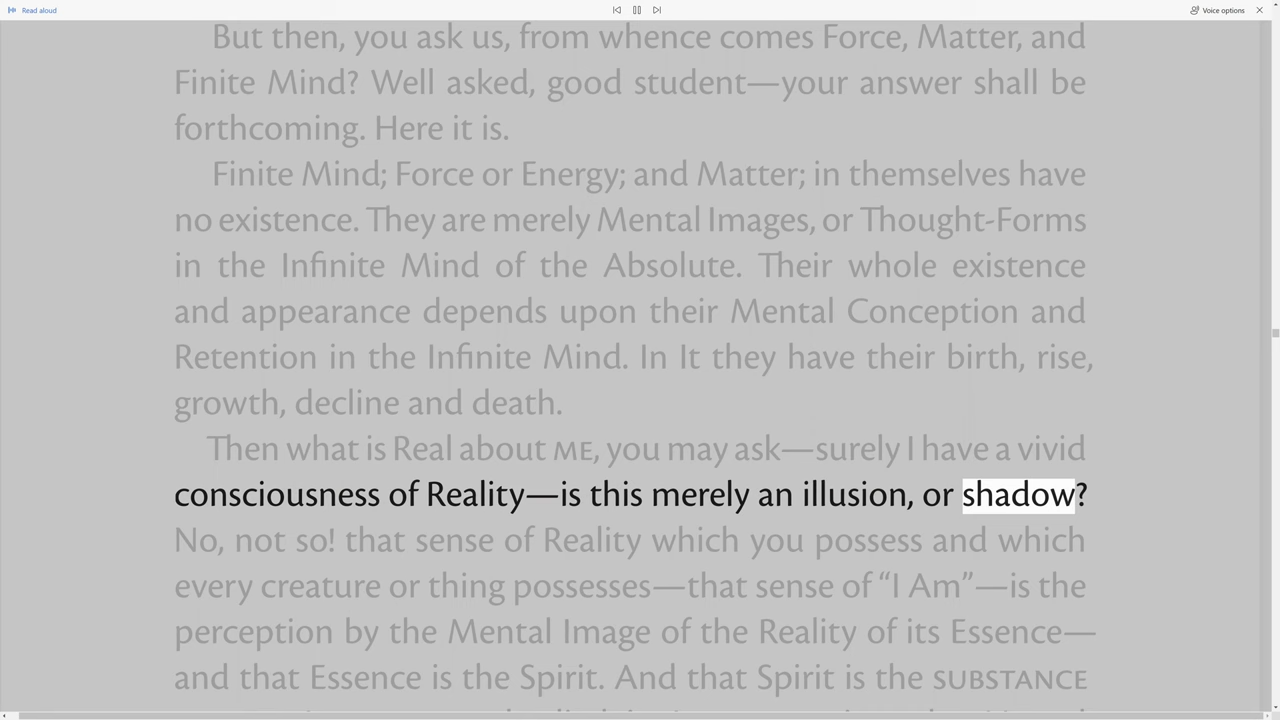 Read aloud
Voice options
But then, you ask us, from whence comes Force, Matter, and
Finite Mind? Well asked, good student—your answer shall be
forthcoming. Here it is.
Finite Mind; Force or Energy; and Matter; in themselves have
no existence. They are merely Mental Images, or Thought-Forms
in the Infinite Mind of the Absolute. Their whole existence
and appearance depends upon their Mental Conception and
Retention in the Infinite Mind. In It they have their birth, rise,
growth, decline and death.
Then what is Real about ME, you may ask—surely I have a vivid
consciousness of Reality—is this merely an illusion, or shadow?
No, not so! that sense of Reality which you possess and which
every creature or thing possesses—that sense of “I Am”—is the
perception by the Mental Image of the Reality of its Essence—
and that Essence is the Spirit. And that Spirit is the SUBSTANCE